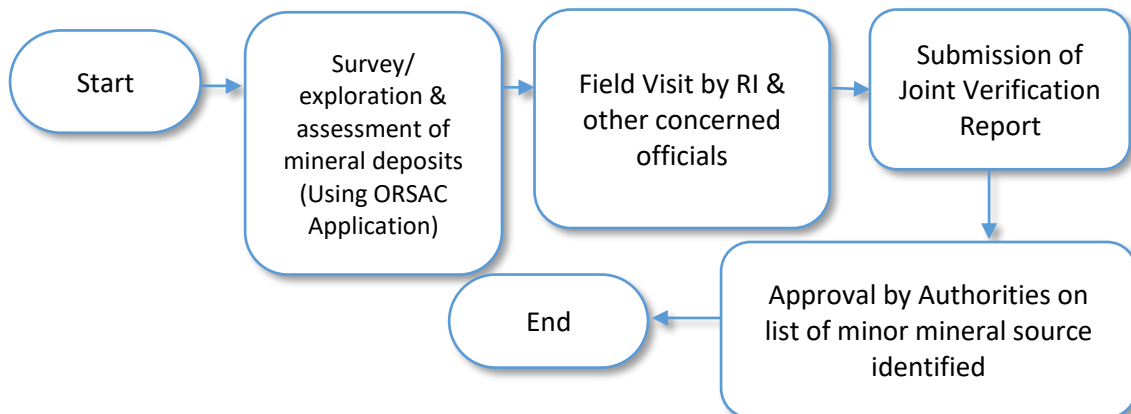 Start
Survey/
exploration &
assessment of
mineral deposits
(Using ORSAC
Application)
Field Visit by RI &
other concerned
officials
Submission of
Joint Verification
Report
Approval by Authorities on
list of minor mineral source
identified
End